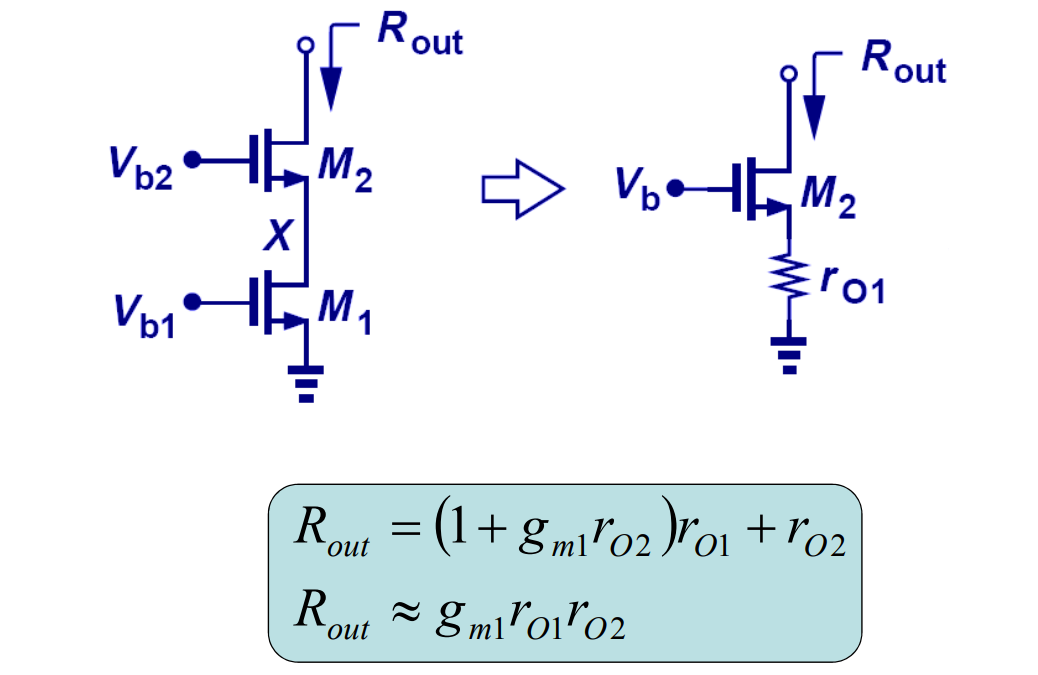 R_out
V_b2
M_2
X
V_b1
M_1
R_out
V_b
M_2
r_O1
R_out = (1 + g_m1 r_O2) r_O1 + r_O2
R_out ≈ g_m1 r_O1 r_O2